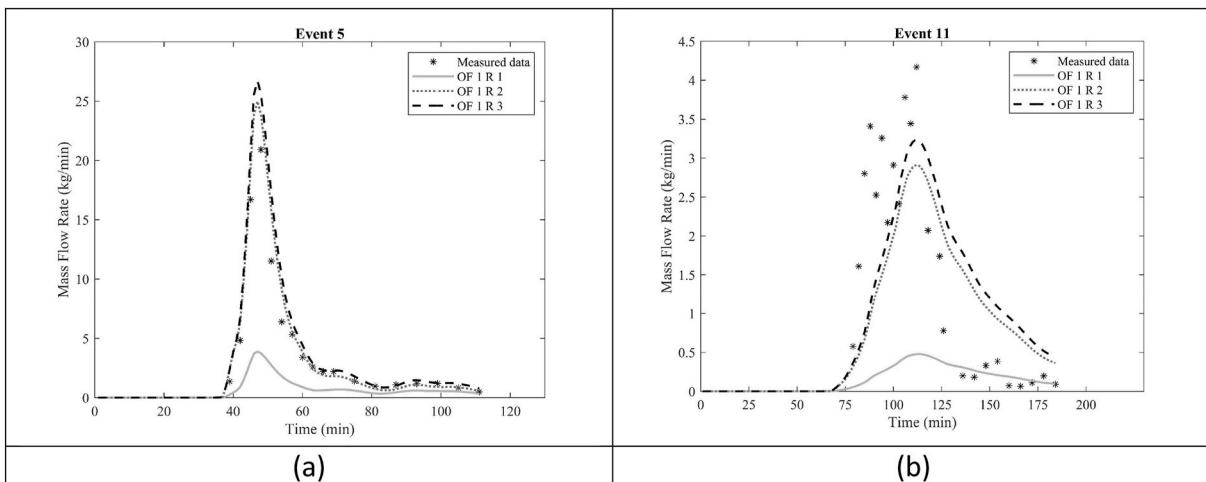 Event 5
Mass Flow Rate (kg/min)
30
25
20
15
10
5
0
0 20 40 60 80 100 120
Time (min)
Measured data
OF 1 R 1
OF 1 R 2
OF 1 R 3
(a)
Event 11
Mass Flow Rate (kg/min)
4.5
4
3.5
3
2.5
2
1.5
1
0.5
0
0 25 50 75 100 125 150 175 200
Time (min)
Measured data
OF 1 R 1
OF 1 R 2
OF 1 R 3
(b)